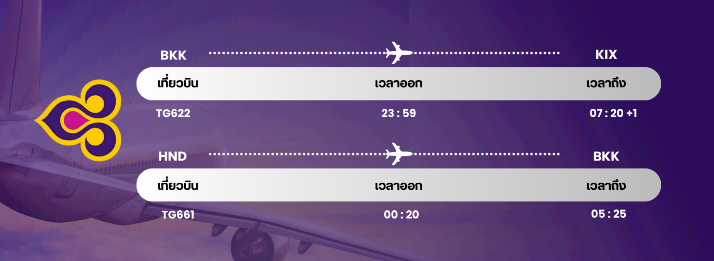 BKK KIX
เที่ยวบิน เวลาออก เวลาถึง
TG622 23 : 59 07 : 20 +1
HND BKK
เที่ยวบิน เวลาออก เวลาถึง
TG661 00 : 20 05 : 25